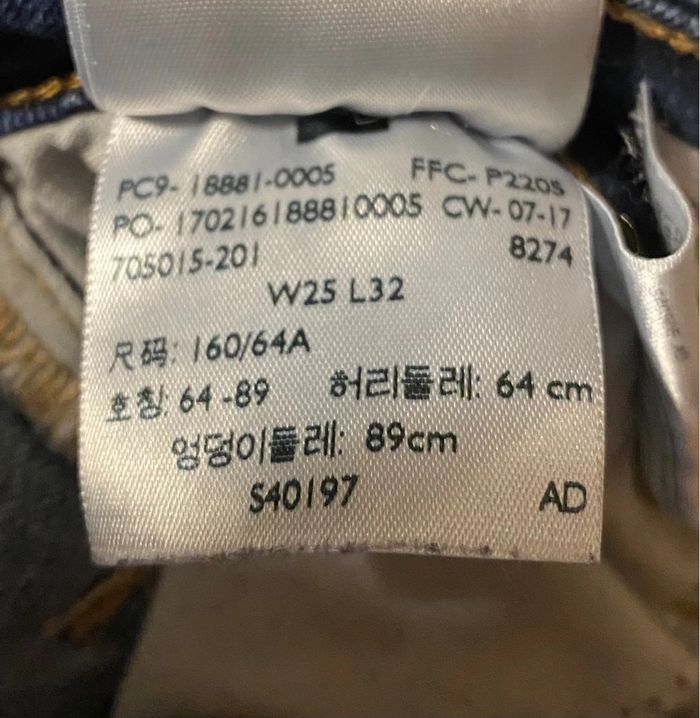 PC9- 18881-0005 FFC- P2205
PO- 170216188810005 CW- 07-17
705015-201 8274
W25 L32
尺码: 160/64A
호칭: 64 -89 허리둘레: 64 cm
엉덩이둘레: 89cm
S40197 AD